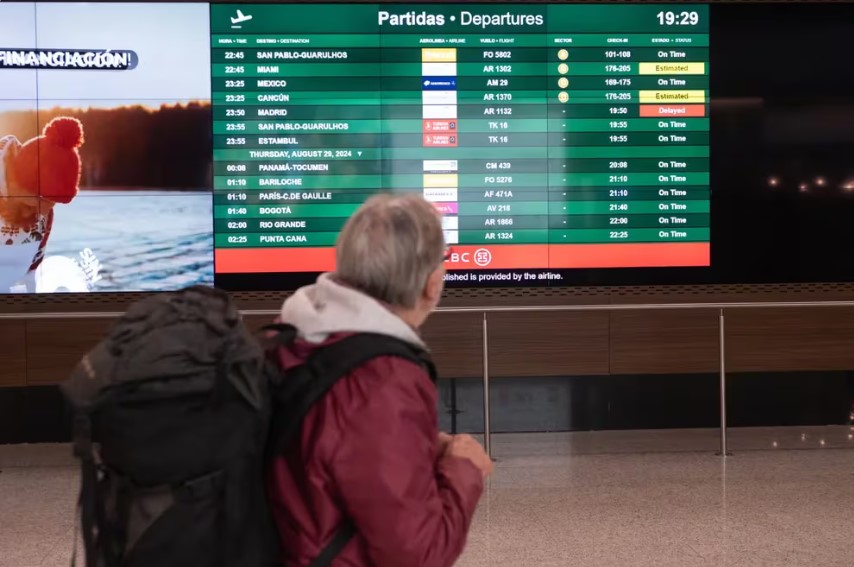 FINANCIACIÓN!
Partidas • Departures 19:29
HORA • TIME DESTINO • DESTINATION AEROLÍNEA • AIRLINE VUELO • FLIGHT SECTOR CHECK-IN ESTADO • STATUS
22:45 SAN PABLO-GUARULHOS FO 5802 101-108 On Time
22:45 MIAMI AR 1302 176-205 Estimated
23:25 MEXICO AM 29 169-175 On Time
23:25 CANCÚN AR 1370 176-205 Estimated
23:50 MADRID AR 1132 - 19:50 Delayed
23:55 SAN PABLO-GUARULHOS TK 16 - 19:55 On Time
23:55 ESTAMBUL TK 16 - 19:55 On Time
THURSDAY, AUGUST 29, 2024
00:08 PANAMÁ-TOCUMEN CM 439 - 20:08 On Time
01:10 BARILOCHE FO 5276 - 21:10 On Time
01:10 PARÍS-C.DE GAULLE AF 471A - 21:10 On Time
01:40 BOGOTÁ AV 218 - 21:40 On Time
02:00 RIO GRANDE AR 1866 - 22:00 On Time
02:25 PUNTA CANA AR 1324 - 22:25 On Time
BC
is provided by the airline.